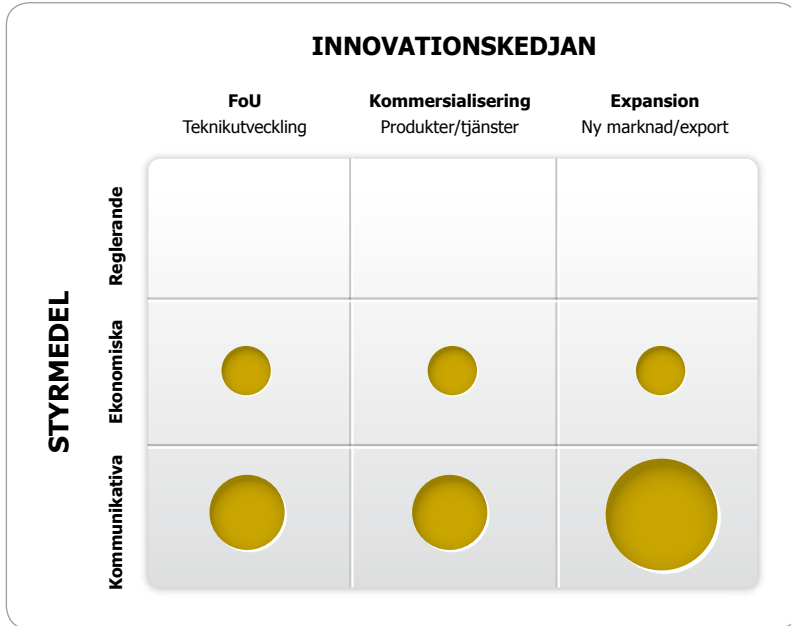 INNOVATIONSKEDJAN
FoU
Teknikutveckling
Kommersialisering
Produkter/tjänster
Expansion
Ny marknad/export
STYRMEDEL
Reglerande
Ekonomiska
Kommunikativa